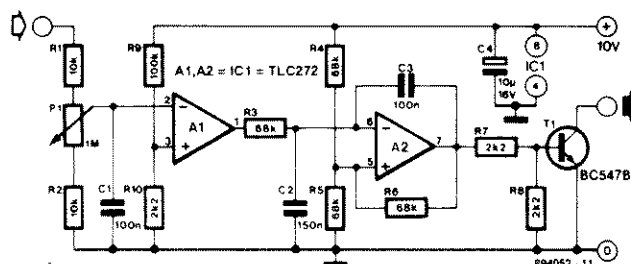 R1
10k
P1
1M
R2
10k
C1
100n
R9
100k
R10
2k2
A1,A2 = IC1 = TLC272
2
3
A1
1
R3
68k
C2
150n
R4
68k
R5
68k
C3
100n
6
5
A2
7
R6
68k
C4
10µ
16V
8
IC1
4
+
10V
R7
2k2
R8
2k2
T1
BC547B
0
894052 - 11